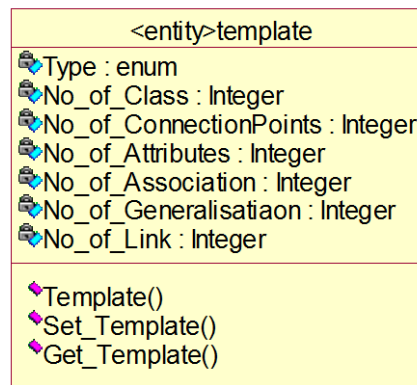 <entity>template
Type : enum
No_of_Class : Integer
No_of_ConnectionPoints : Integer
No_of_Attributes : Integer
No_of_Association : Integer
No_of_Generalisatiaon : Integer
No_of_Link : Integer
Template()
Set_Template()
Get_Template()